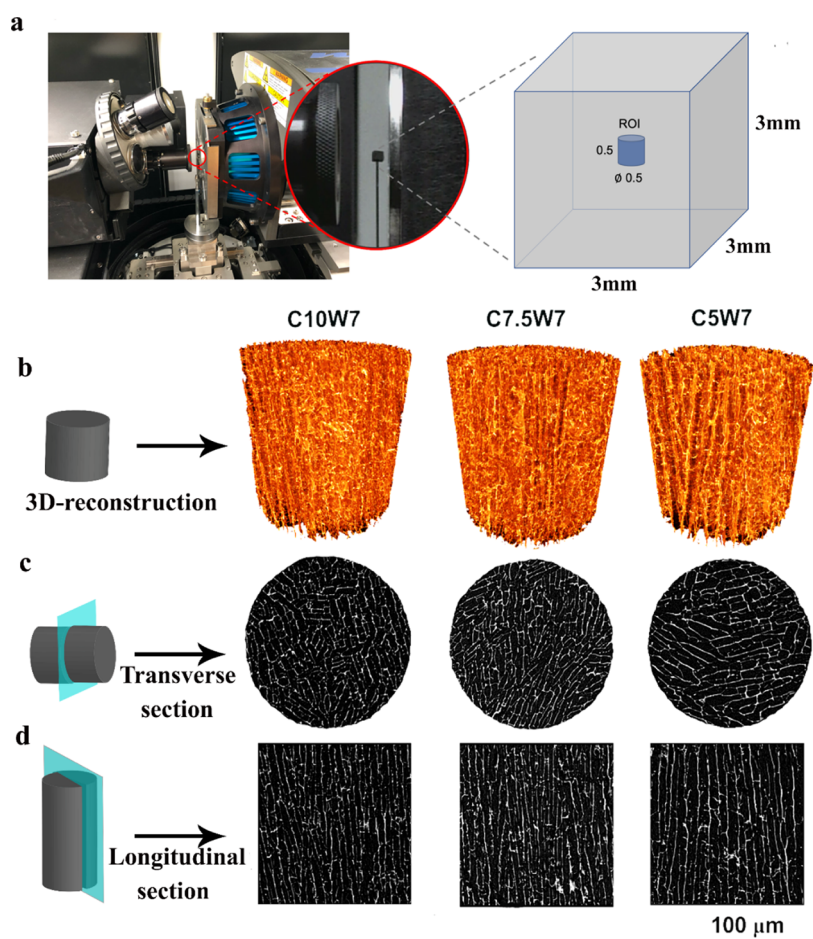 a
ROI
0.5
ø 0.5
3mm
3mm
3mm
C10W7 C7.5W7 C5W7
b
3D-reconstruction
c
Transverse
section
d
Longitudinal
section
100 μm